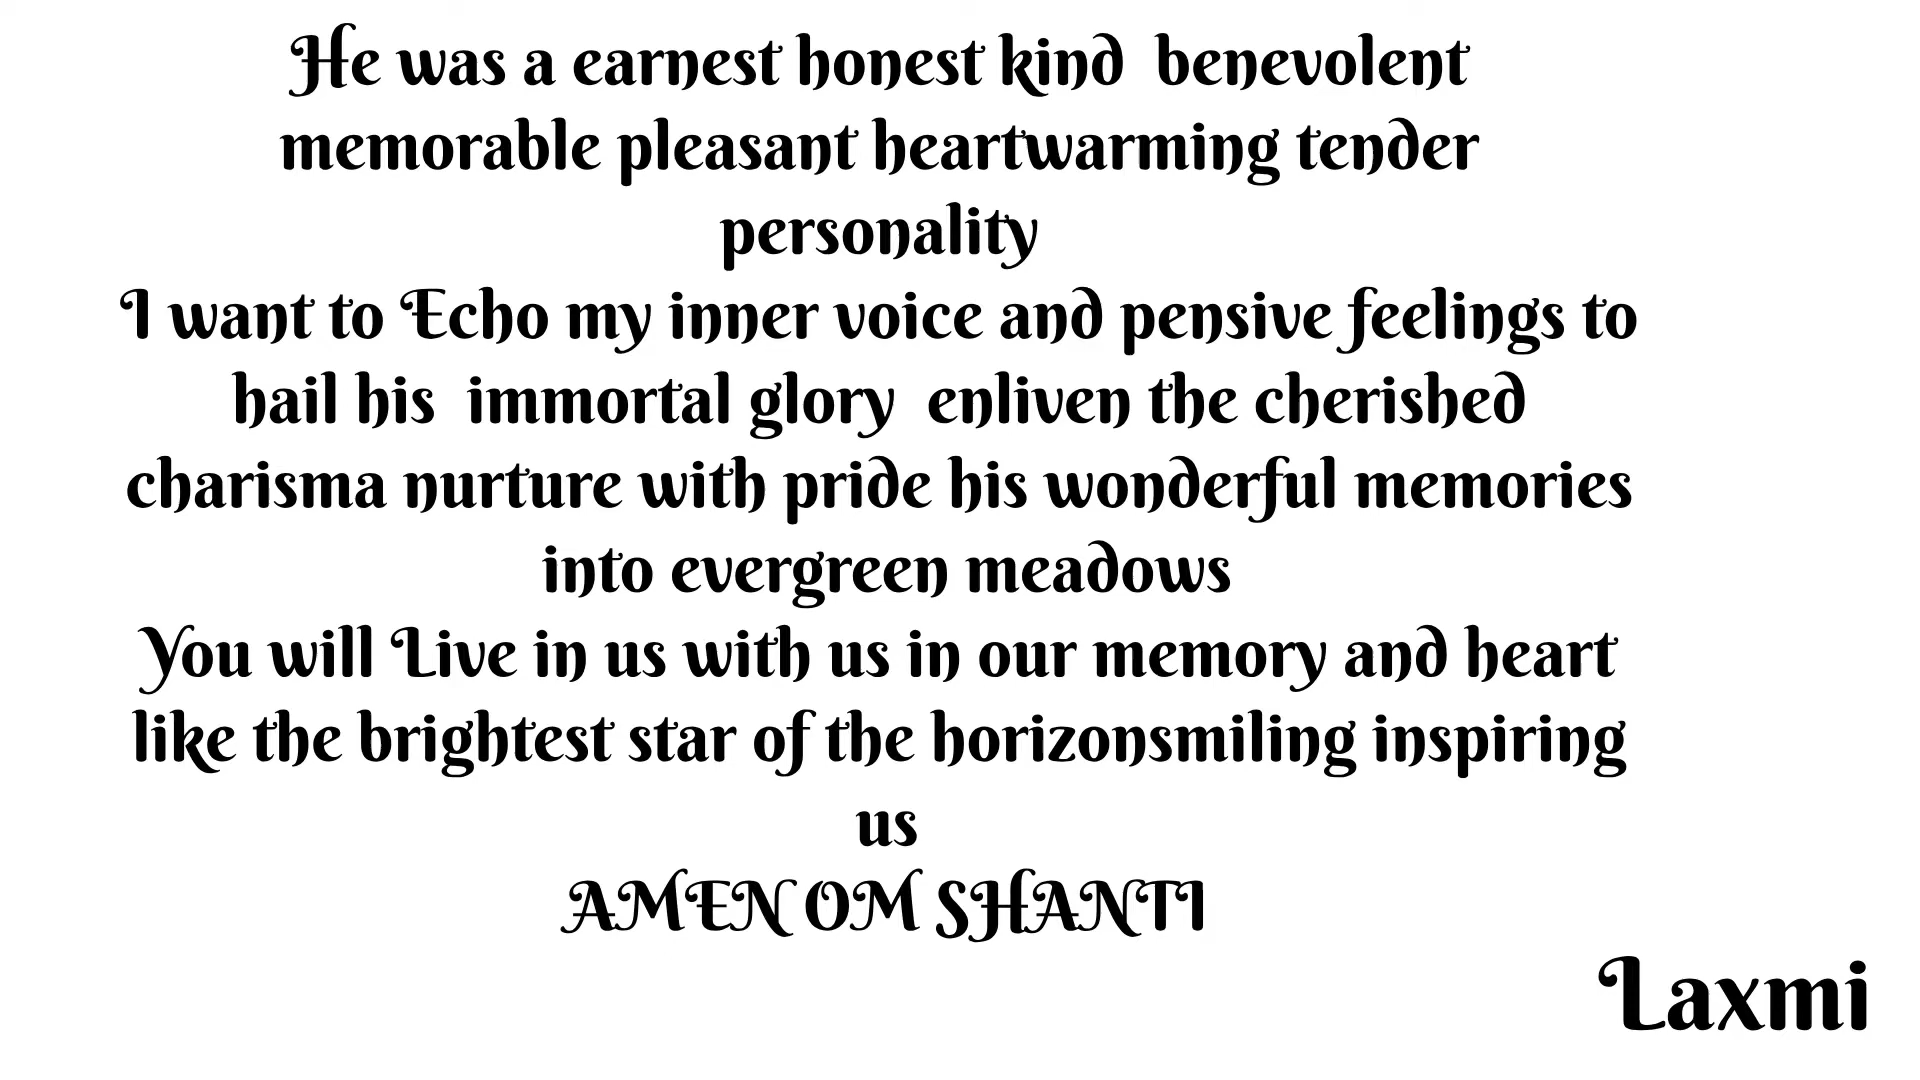 He was a earnest honest kind  benevolent
memorable pleasant heartwarming tender
personality
I want to Echo my inner voice and pensive feelings to
hail his  immortal glory  enliven the cherished
charisma nurture with pride his wonderful memories
into evergreen meadows
You will Live in us with us in our memory and heart
like the brightest star of the horizonsmiling inspiring
us
AMEN OM SHANTI
Laxmi